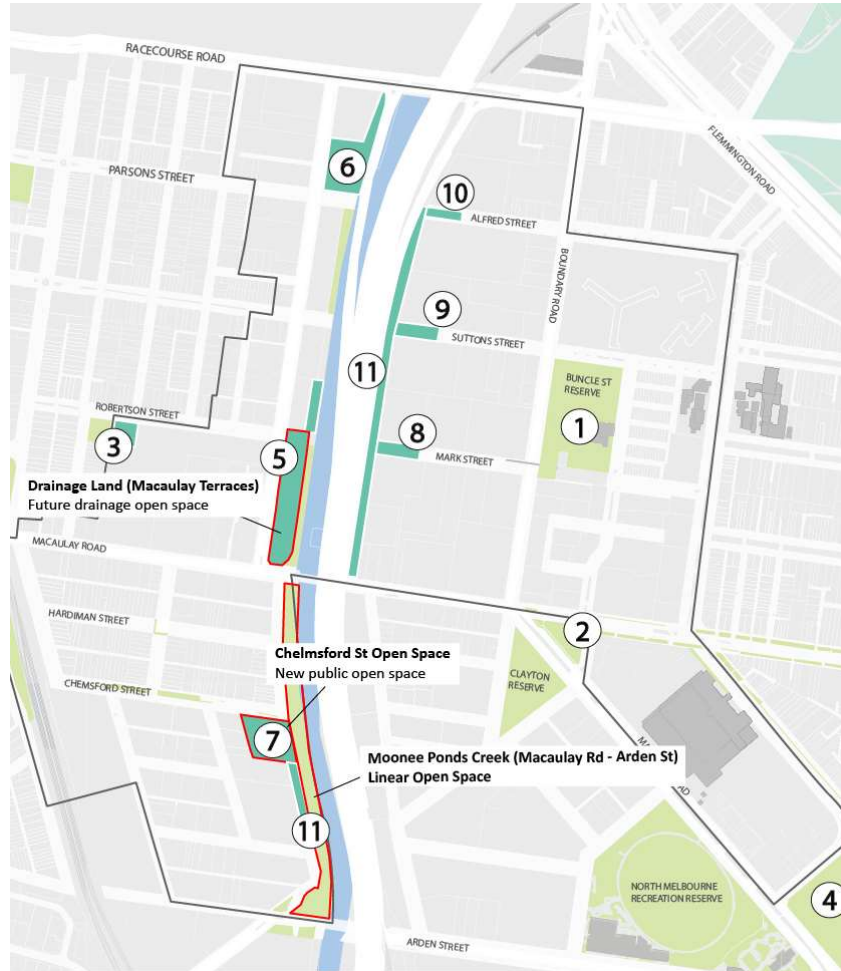 RACECOURSE ROAD
FLEMMINGTON ROAD
PARSONS STREET
6
10
ALFRED STREET
BOUNDARY ROAD
9
SUTTONS STREET
11
BUNCLE ST
RESERVE
1
ROBERTSON STREET
3
5
8
MARK STREET
Drainage Land (Macaulay Terraces)
Future drainage open space
MACAULAY ROAD
HARDIMAN STREET
2
Chelmsford St Open Space
New public open space
CLAYTON
RESERVE
CHEMSFORD STREET
7
Moonee Ponds Creek (Macaulay Rd - Arden St)
Linear Open Space
11
NORTH MELBOURNE
RECREATION RESERVE
4
ARDEN STREET